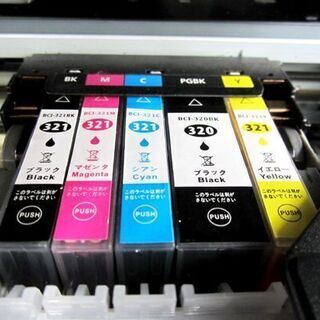 BK M C PGBK Y
BCI-321BK
321
ブラック
Black
このラベルは剥が
さないでください
PUSH
BCI-321M
321
マゼンタ
Magenta
このラベルは剥が
さないでください
PUSH
BCI-321C
321
シアン
Cyan
このラベルは剥が
さないでください
PUSH
BCI-320BK
320
ブラック
Black
このラベルは剥が
さないでください
PUSH
BCI-321Y
321
イエロー
Yellow
このラベルは剥が
さないでください
PUSH